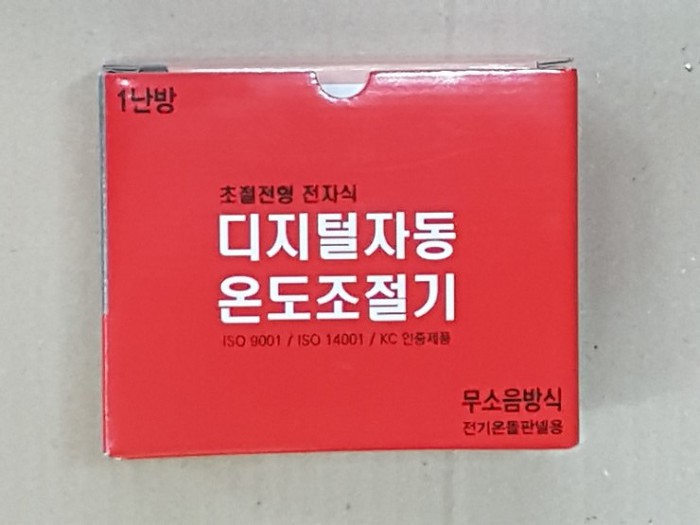 1난방
초절전형 전자식
디지털자동
온도조절기
ISO 9001 / ISO 14001 / KC 인증제품
무소음방식
전기온돌판넬용